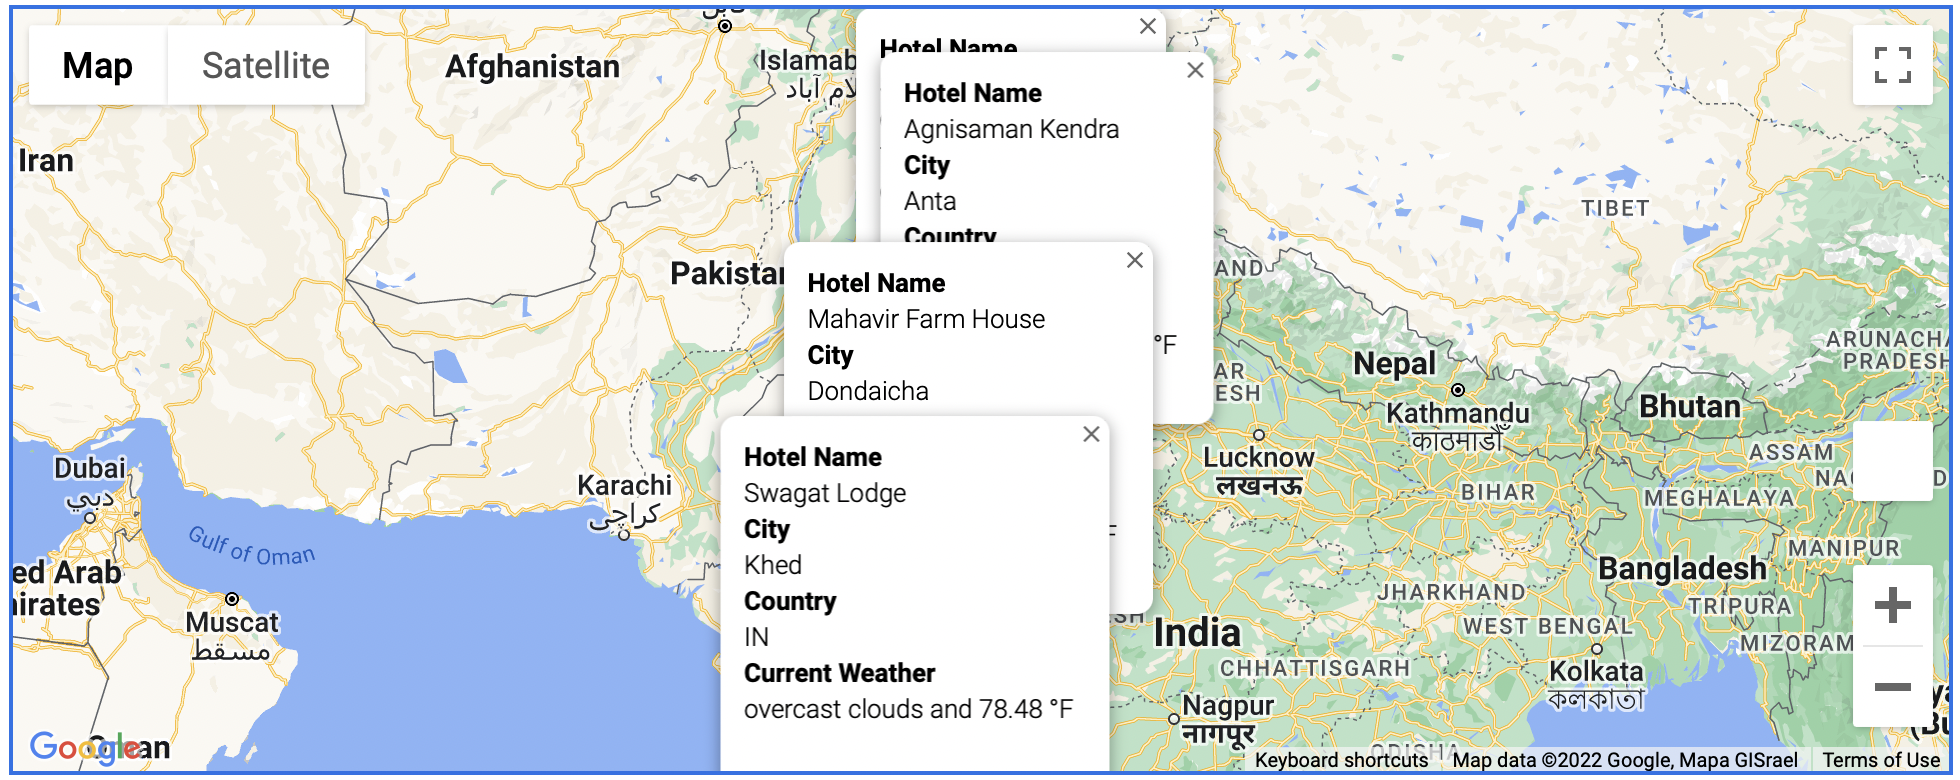 Map
Satellite
Afghanistan
Islamab
Iran
Pakistan
Hotel Name
Hotel Name
Agnisaman Kendra
City
Anta
Country
°F
Hotel Name
Mahavir Farm House
City
Dondaicha
Hotel Name
Swagat Lodge
City
Khed
Country
IN
Current Weather
overcast clouds and 78.48 °F
TIBET
AND
AR
ESH
Nepal
Kathmandu
काठमाडौं
Bhutan
ARUNACHA
PRADESH
Lucknow
लखनऊ
BIHAR
ASSAM
NAG
D
MEGHALAYA
MANIPUR
Bangladesh
JHARKHAND
TRIPURA
WEST BENGAL
MIZORAM
India
CHHATTISGARH
Kolkata
কলকাতা
Nagpur
नागपूर
ODISHA
Dubai
دبي
Karachi
کراچی
Gulf of Oman
ed Arab
irates
Muscat
مسقط
Google
Oman
Keyboard shortcuts
Map data ©2022 Google, Mapa GISrael
Terms of Use